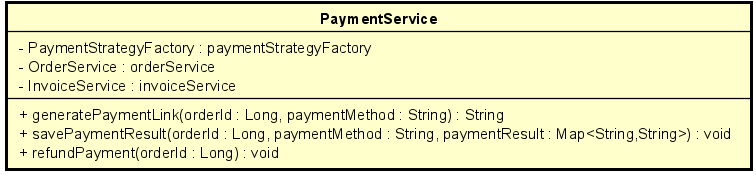 PaymentService
- PaymentStrategyFactory : paymentStrategyFactory
- OrderService : orderService
- InvoiceService : invoiceService
+ generatePaymentLink(orderId : Long, paymentMethod : String) : String
+ savePaymentResult(orderId : Long, paymentMethod : String, paymentResult : Map<String,String>) : void
+ refundPayment(orderId : Long) : void